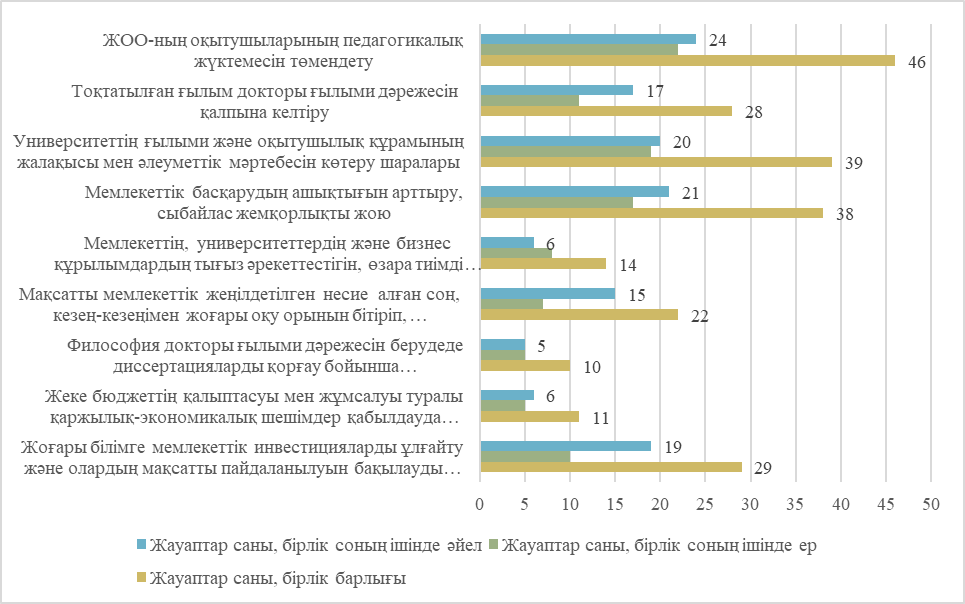 ЖОО-ның оқытушыларының педагогикалық
жүктемесін төмендету
24
46
Тоқтатылған ғылым докторы ғылыми дәрежесін
қалпына келтіру
17
28
Университеттің ғылыми және оқытушылық құрамының
жалақысы мен әлеуметтік мәртебесін көтеру шаралары
20
39
Мемлекеттік басқарудың ашықтығын арттыру,
сыбайлас жемқорлықты жою
21
38
Мемлекеттің, университеттердің және бизнес
құрылымдардың тығыз әрекеттестігін, өзара тиімді…
6
14
Мақсатты мемлекеттік жеңілдетілген несие алған соң,
кезең-кезеңімен жоғары оқу орынын бітіріп, …
15
22
Философия докторы ғылыми дәрежесін беруде­де
диссертацияларды қорғау бойынша…
5
10
Жеке бюджеттің қалыптасуы мен жұмсалуы туралы
қаржылық-экономикалық шешімдер қабылдауда…
6
11
Жоғары білімге мемлекеттік инвестицияларды ұлғайту
және олардың мақсатты пайдаланылуын бақылауды…
19
29
0 5 10 15 20 25 30 35 40 45 50
Жауаптар саны, бірлік соның ішінде әйел
Жауаптар саны, бірлік соның ішінде ер
Жауаптар саны, бірлік барлығы